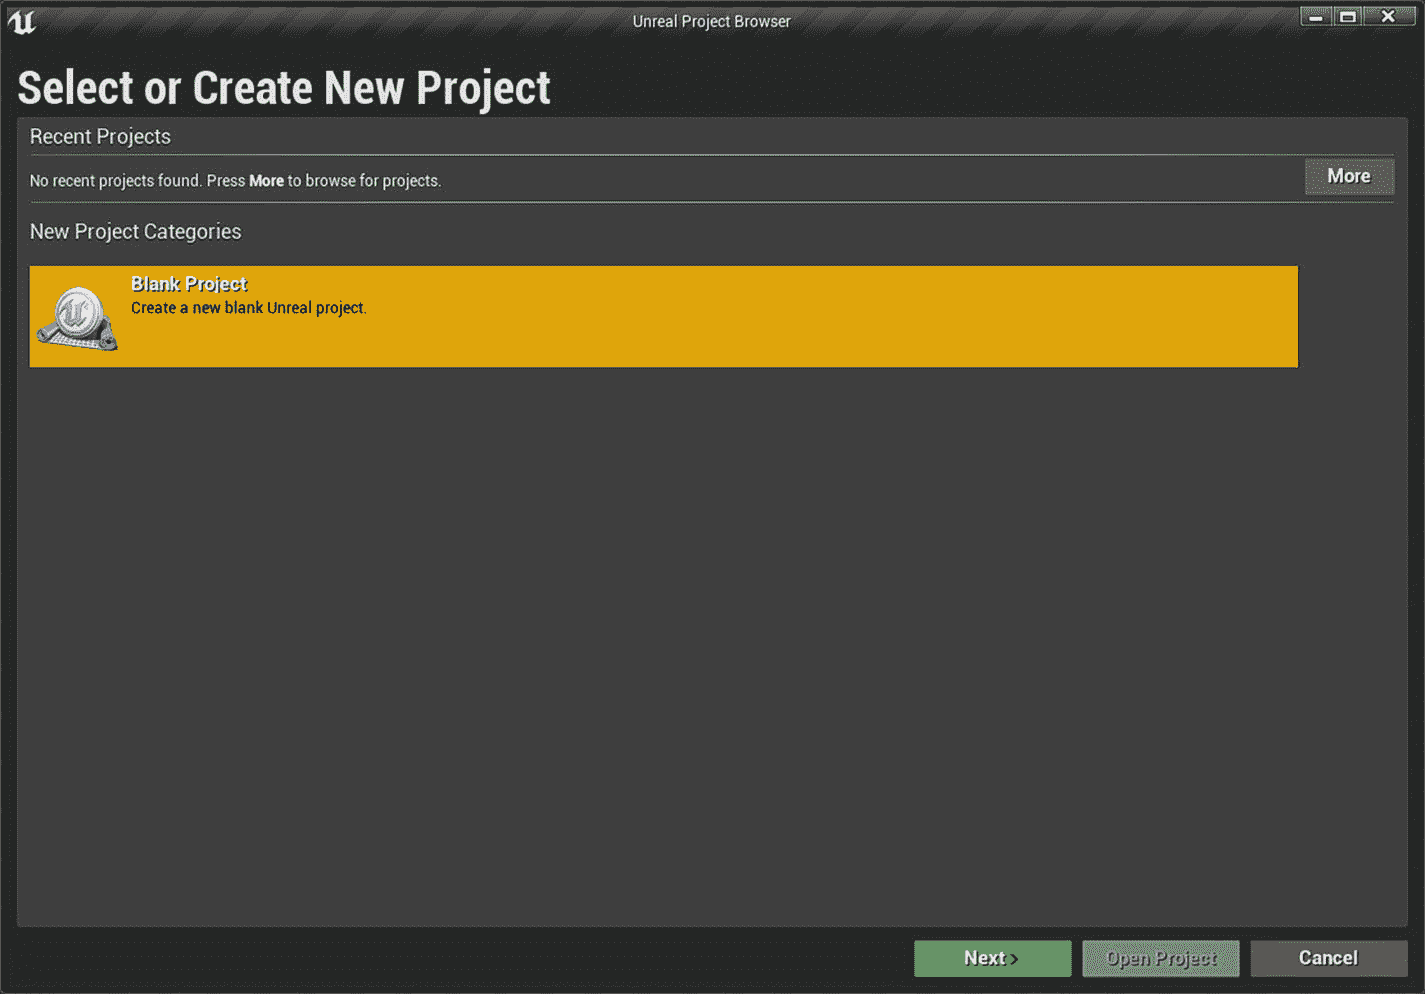 Unreal Project Browser
Select or Create New Project
Recent Projects
No recent projects found. Press More to browse for projects.
More
New Project Categories
Blank Project
Create a new blank Unreal project.
Next >
Open Project
Cancel